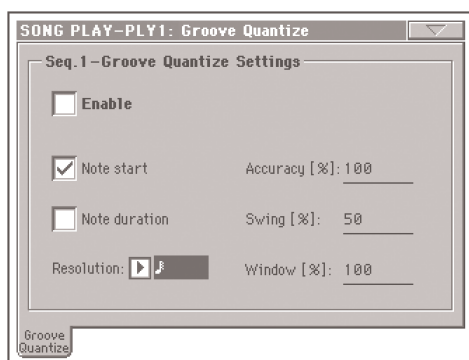 SONG PLAY-PLY1: Groove Quantize
Seq.1-Groove Quantize Settings
Enable
Note start Accuracy [%]: 100
Note duration Swing [%]: 50
Resolution: Window [%]: 100
Groove
Quantize